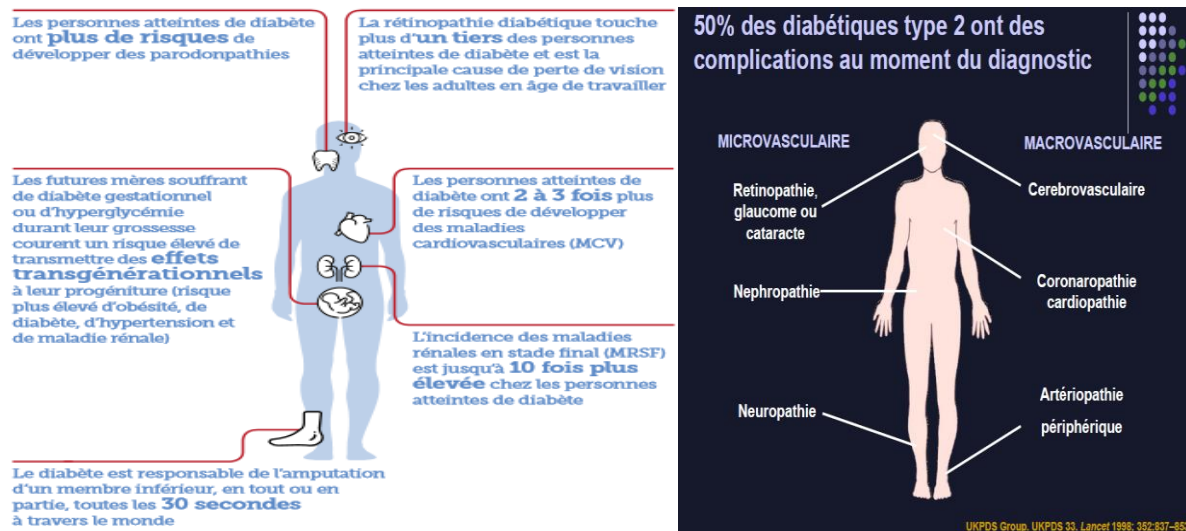 Les personnes atteintes de diabète
ont plus de risques de
développer des parodonpathies
La rétinopathie diabétique touche
plus d'un tiers des personnes
atteintes de diabète et est la
principale cause de perte de vision
chez les adultes en âge de travailler
Les futures mères souffrant
de diabète gestationnel
ou d'hyperglycémie
durant leur grossesse
courent un risque élevé de
transmettre des effets
transgénérationnels
à leur progéniture (risque
plus élevé d'obésité, de
diabète, d'hypertension et
de maladie rénale)
Les personnes atteintes de
diabète ont 2 à 3 fois plus
de risques de développer
des maladies
cardiovasculaires (MCV)
L'incidence des maladies
rénales en stade final (MRSF)
est jusqu'à 10 fois plus
élevée chez les personnes
atteintes de diabète
Le diabète est responsable de l'amputation
d'un membre inférieur, en tout ou en
partie, toutes les 30 secondes
à travers le monde
50% des diabétiques type 2 ont des
complications au moment du diagnostic
MICROVASCULAIRE
MACROVASCULAIRE
Retinopathie,
glaucome ou
cataracte
Cerebrovasculaire
Nephropathie
Coronaropathie
cardiopathie
Neuropathie
Artériopathie
périphérique
UKPDS Group. UKPDS 33. Lancet 1998; 352:837–85